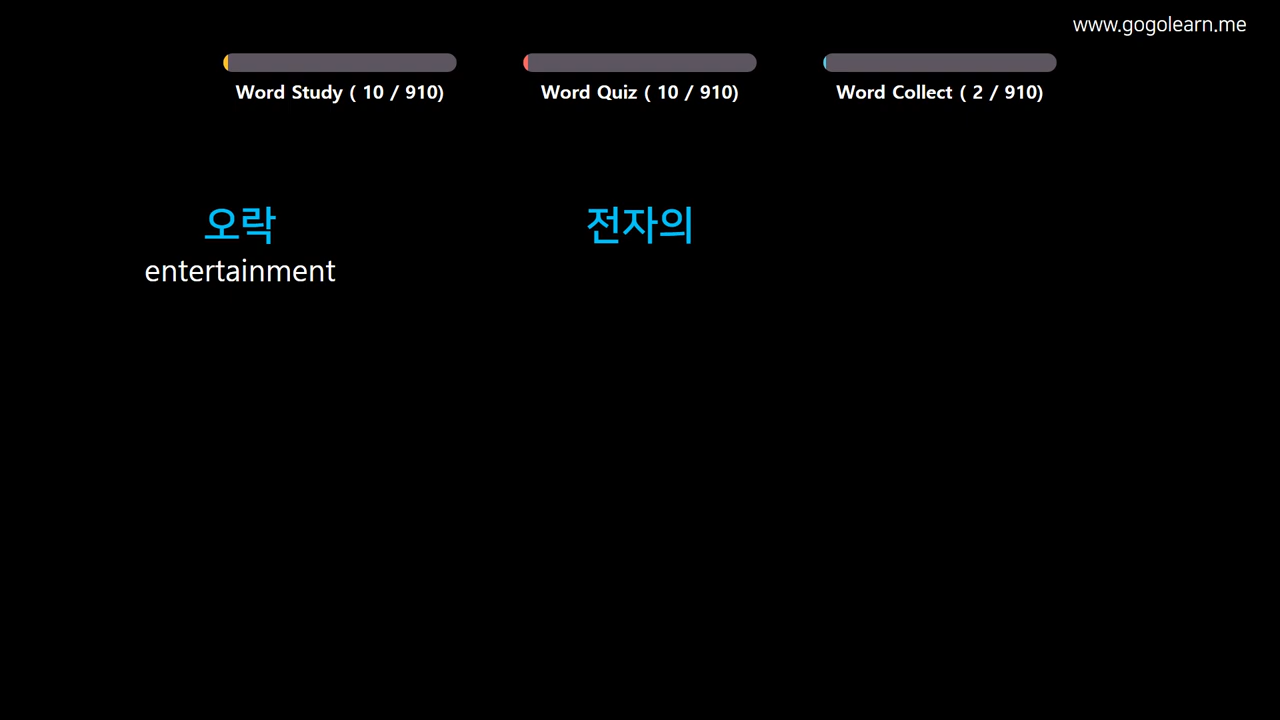 www.gogolearn.me
Word Study ( 10 / 910)
Word Quiz ( 10 / 910)
Word Collect ( 2 / 910)
오락
entertainment
전자의